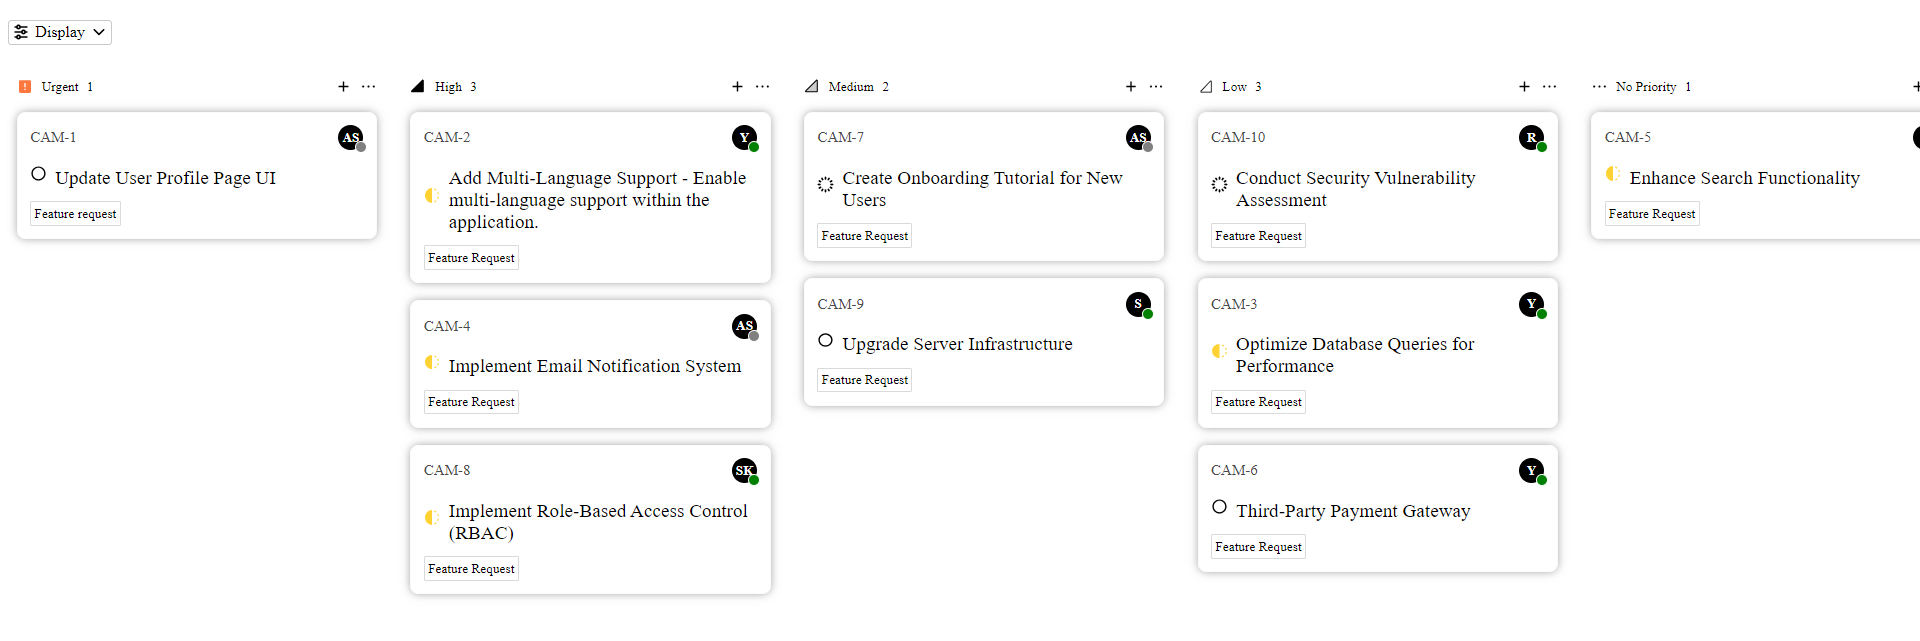 Display
Urgent 1
CAM-1
AS
Update User Profile Page UI
Feature request
High 3
CAM-2
Y
Add Multi-Language Support - Enable
multi-language support within the
application.
Feature Request
CAM-4
AS
Implement Email Notification System
Feature Request
CAM-8
SK
Implement Role-Based Access Control
(RBAC)
Feature Request
Medium 2
CAM-7
AS
Create Onboarding Tutorial for New
Users
Feature Request
CAM-9
S
Upgrade Server Infrastructure
Feature Request
Low 3
CAM-10
R
Conduct Security Vulnerability
Assessment
Feature Request
CAM-3
Y
Optimize Database Queries for
Performance
Feature Request
CAM-6
Y
Third-Party Payment Gateway
Feature Request
No Priority 1
CAM-5
Enhance Search Functionality
Feature Request